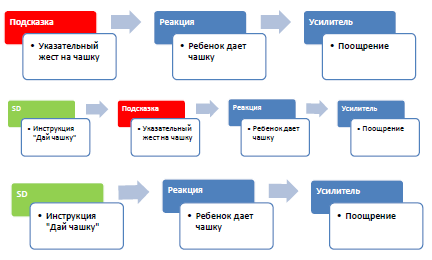 Подсказка
• Указательный
жест на чашку
Реакция
• Ребенок дает
чашку
Усилитель
• Поощрение
SD
• Инструкция
"Дай чашку"
Подсказка
• Указательный
жест на чашку
Реакция
• Ребенок дает
чашку
Усилитель
• Поощрение
SD
• Инструкция
"Дай чашку"
Реакция
• Ребенок дает
чашку
Усилитель
• Поощрение